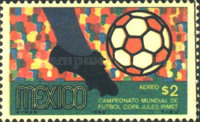 AEREO $2
MEXICO
CAMPEONATO MUNDIAL DE
FUTBOL COPA JULES RIMET